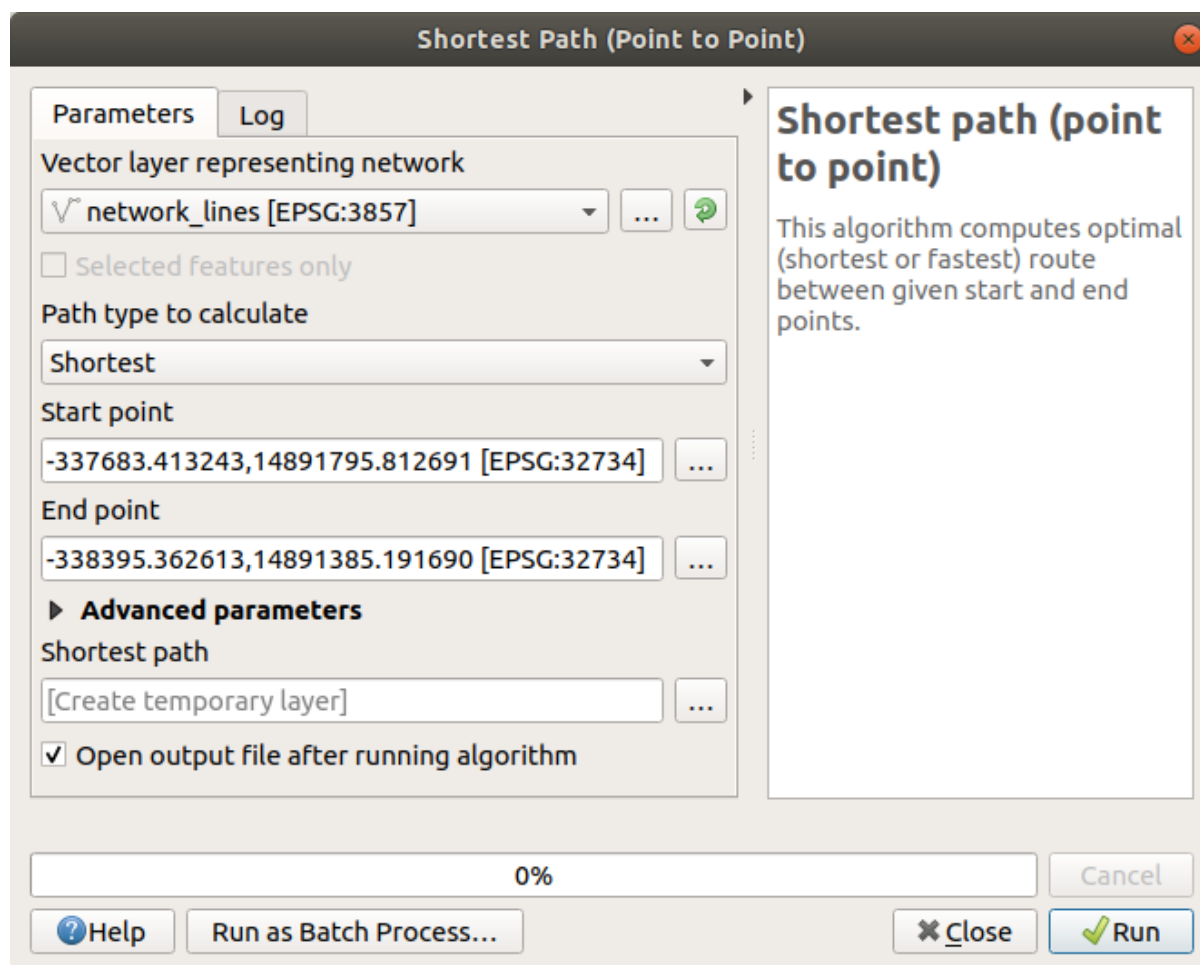 Shortest Path (Point to Point)
Parameters
Log
Vector layer representing network
network_lines [EPSG:3857]
...
Selected features only
Path type to calculate
Shortest
Start point
-337683.413243,14891795.812691 [EPSG:32734]
...
End point
-338395.362613,14891385.191690 [EPSG:32734]
...
Advanced parameters
Shortest path
[Create temporary layer]
...
Open output file after running algorithm
Shortest path (point
to point)
This algorithm computes optimal
(shortest or fastest) route
between given start and end
points.
0%
Cancel
Help
Run as Batch Process...
Close
Run